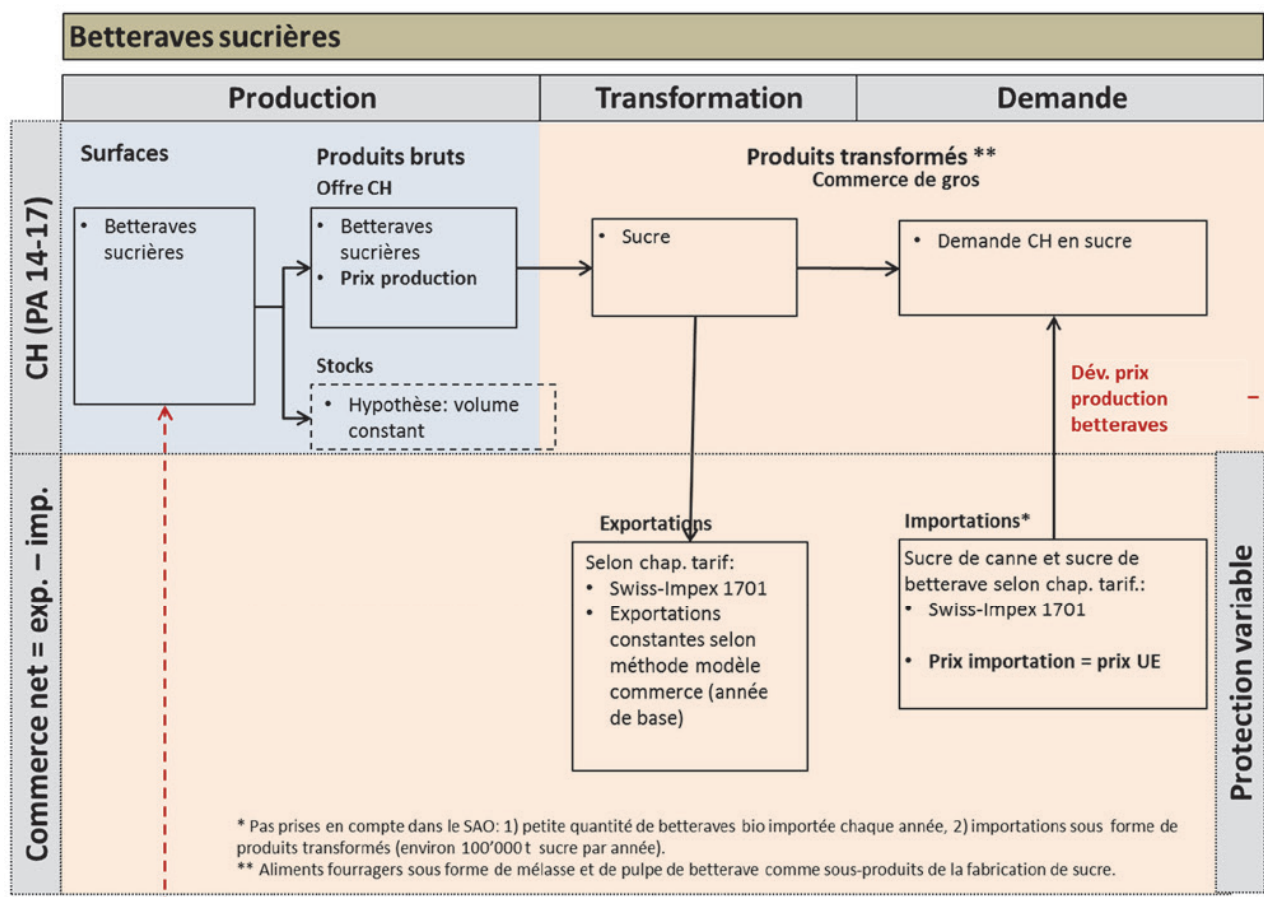 Betteraves sucrières
Production
Transformation
Demande
CH (PA 14-17)
Surfaces
• Betteraves
sucrières
Produits bruts
Offre CH
• Betteraves
sucrières
• Prix production
Stocks
• Hypothèse: volume
constant
Produits transformés **
Commerce de gros
• Sucre
• Demande CH en sucre
Dév. prix
production –
betteraves
Commerce net = exp. – imp.
Exportations
Selon chap. tarif:
• Swiss-Impex 1701
• Exportations
constantes selon
méthode modèle
commerce (année
de base)
Importations*
Sucre de canne et sucre de
betterave selon chap. tarif.:
• Swiss-Impex 1701
• Prix importation = prix UE
Protection variable
* Pas prises en compte dans le SAO: 1) petite quantité de betteraves bio importée chaque année, 2) importations sous forme de
produits transformés (environ 100’000 t sucre par année).
** Aliments fourragers sous forme de mélasse et de pulpe de betterave comme sous-produits de la fabrication de sucre.